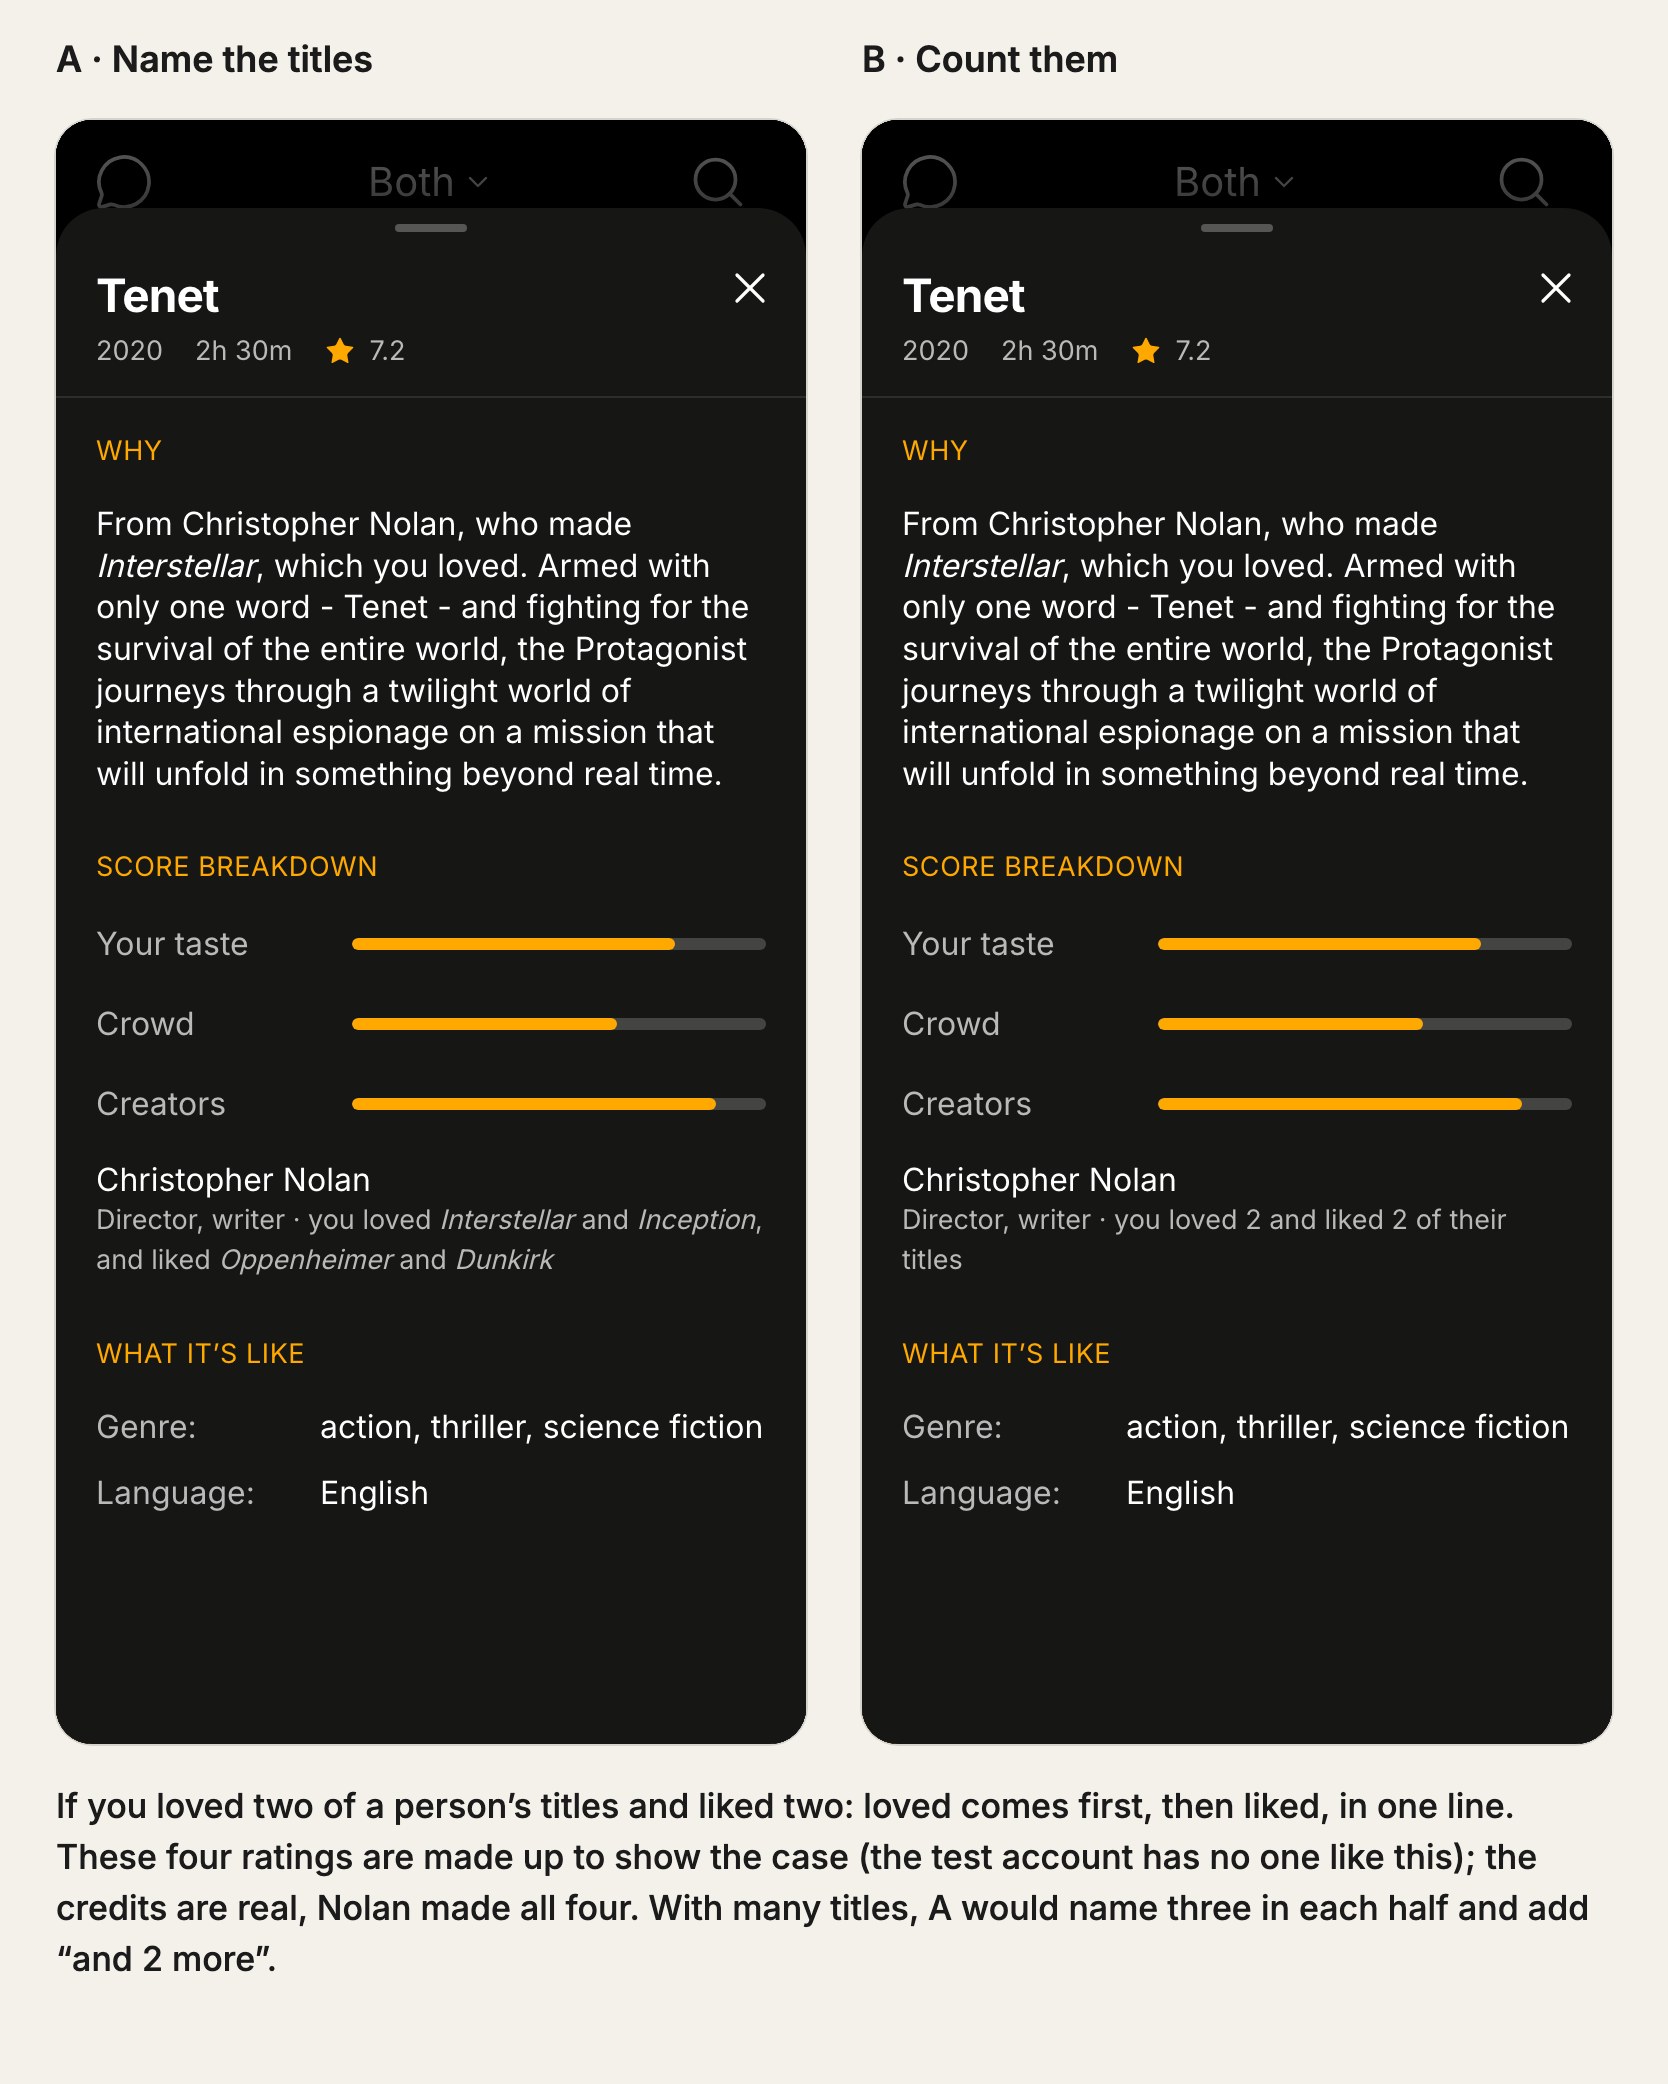 A · Name the titles
Both
Tenet
2020 2h 30m 7.2
WHY
From Christopher Nolan, who made
Interstellar, which you loved. Armed with
only one word - Tenet - and fighting for the
survival of the entire world, the Protagonist
journeys through a twilight world of
international espionage on a mission that
will unfold in something beyond real time.
SCORE BREAKDOWN
Your taste
Crowd
Creators
Christopher Nolan
Director, writer · you loved Interstellar and Inception,
and liked Oppenheimer and Dunkirk
WHAT IT’S LIKE
Genre: action, thriller, science fiction
Language: English
B · Count them
Both
Tenet
2020 2h 30m 7.2
WHY
From Christopher Nolan, who made
Interstellar, which you loved. Armed with
only one word - Tenet - and fighting for the
survival of the entire world, the Protagonist
journeys through a twilight world of
international espionage on a mission that
will unfold in something beyond real time.
SCORE BREAKDOWN
Your taste
Crowd
Creators
Christopher Nolan
Director, writer · you loved 2 and liked 2 of their
titles
WHAT IT’S LIKE
Genre: action, thriller, science fiction
Language: English
If you loved two of a person’s titles and liked two: loved comes first, then liked, in one line.
These four ratings are made up to show the case (the test account has no one like this); the
credits are real, Nolan made all four. With many titles, A would name three in each half and add
“and 2 more”.